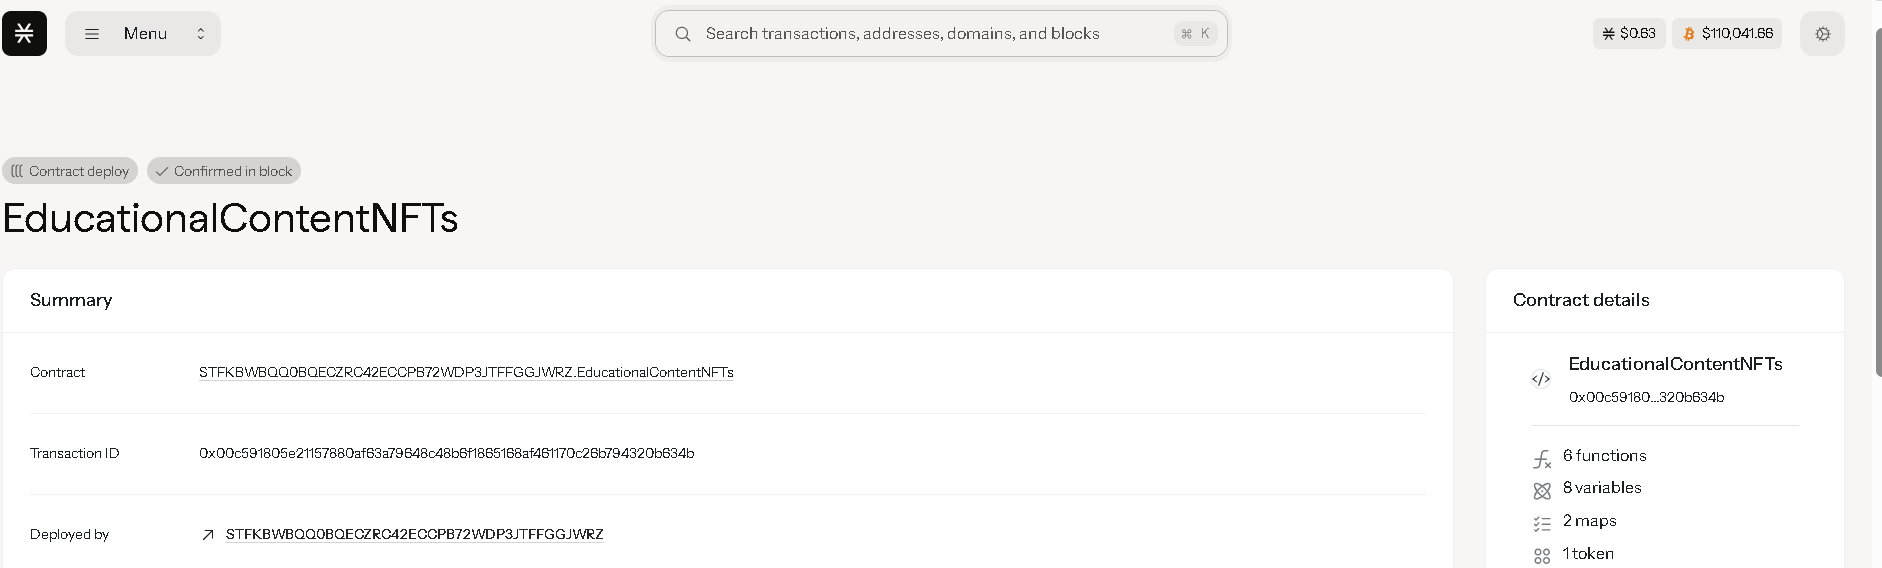 Menu
Search transactions, addresses, domains, and blocks
⌘ K
$0.63
$110,041.66
Contract deploy
Confirmed in block
EducationalContentNFTs
Summary
Contract
STFKBWBQQ0BQECZRC42ECCPB72WDP3JTFFGGJWRZ.EducationalContentNFTs
Transaction ID
0x00c591805e21157880af63a79648c48b6f1865168af461170c26b794320b634b
Deployed by
STFKBWBQQ0BQECZRC42ECCPB72WDP3JTFFGGJWRZ
Contract details
EducationalContentNFTs
0x00c59180...320b634b
6 functions
8 variables
2 maps
1 token